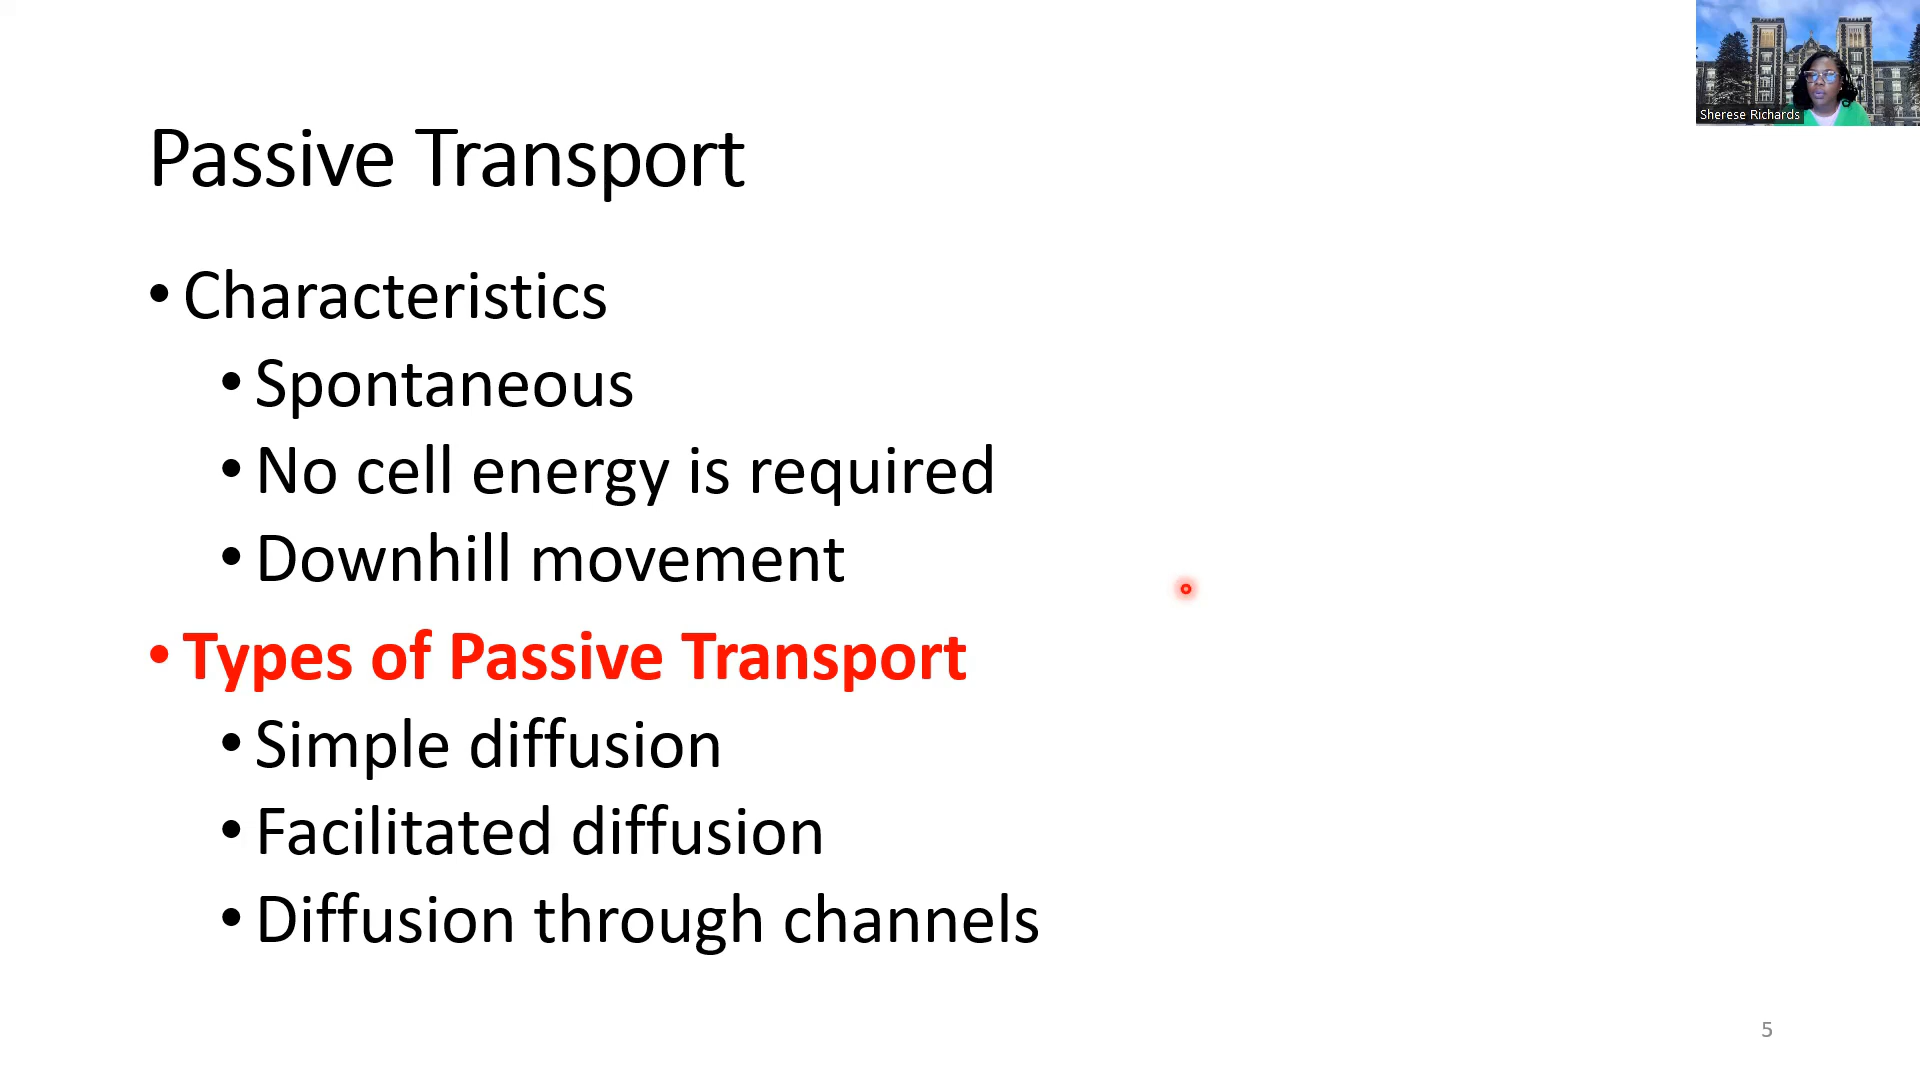 Sherese Richards
Passive Transport
• Characteristics
• Spontaneous
• No cell energy is required
• Downhill movement
• Types of Passive Transport
• Simple diffusion
• Facilitated diffusion
• Diffusion through channels
5